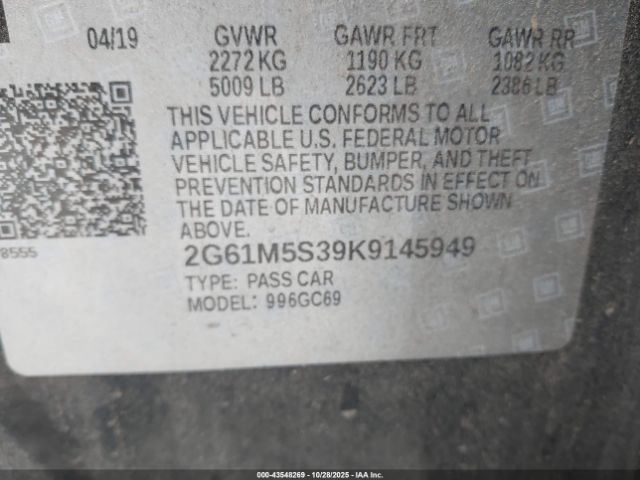 04/19 GVWR GAWR FRT GAWR RR
2272 KG 1190 KG 1082 KG
5009 LB 2623 LB 2386 LB
THIS VEHICLE CONFORMS TO ALL
APPLICABLE U.S. FEDERAL MOTOR
VEHICLE SAFETY, BUMPER, AND THEFT
PREVENTION STANDARDS IN EFFECT ON
THE DATE OF MANUFACTURE SHOWN
ABOVE.
8555
2G61M5S39K9145949
TYPE: PASS CAR
MODEL: 996GC69
000-43548269 | 10/28/2025 | IAA Inc.